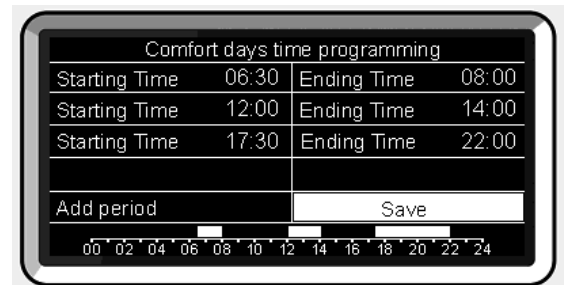 Comfort days time programming
Starting Time 06:30 Ending Time 08:00
Starting Time 12:00 Ending Time 14:00
Starting Time 17:30 Ending Time 22:00
Add period Save
00 02 04 06 08 10 12 14 16 18 20 22 24